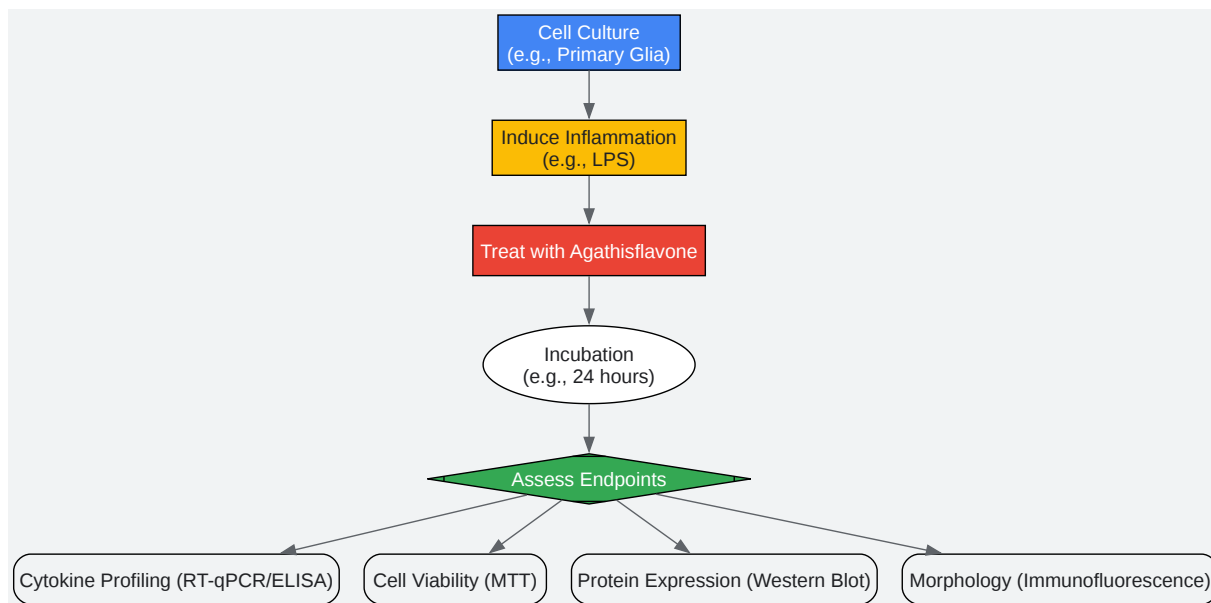 Cell Culture
(e.g., Primary Glia)
Induce Inflammation
(e.g., LPS)
Treat with Agathisflavone
Incubation
(e.g., 24 hours)
Assess Endpoints
Cytokine Profiling (RT-qPCR/ELISA)
Cell Viability (MTT)
Protein Expression (Western Blot)
Morphology (Immunofluorescence)